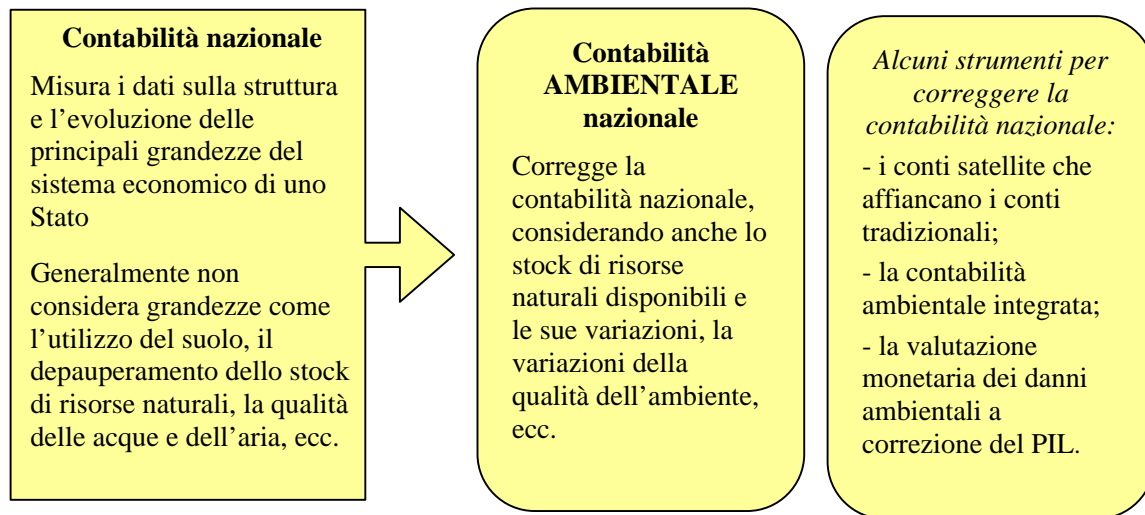 Contabilità nazionale
Misura i dati sulla struttura
e l’evoluzione delle
principali grandezze del
sistema economico di uno
Stato
Generalmente non
considera grandezze come
l’utilizzo del suolo, il
depauperamento dello stock
di risorse naturali, la qualità
delle acque e dell’aria, ecc.
Contabilità
AMBIENTALE
nazionale
Corregge la
contabilità nazionale,
considerando anche lo
stock di risorse
naturali disponibili e
le sue variazioni, la
variazioni della
qualità dell’ambiente,
ecc.
Alcuni strumenti per
correggere la
contabilità nazionale:
- i conti satellite che
affiancano i conti
tradizionali;
- la contabilità
ambientale integrata;
- la valutazione
monetaria dei danni
ambientali a
correzione del PIL.